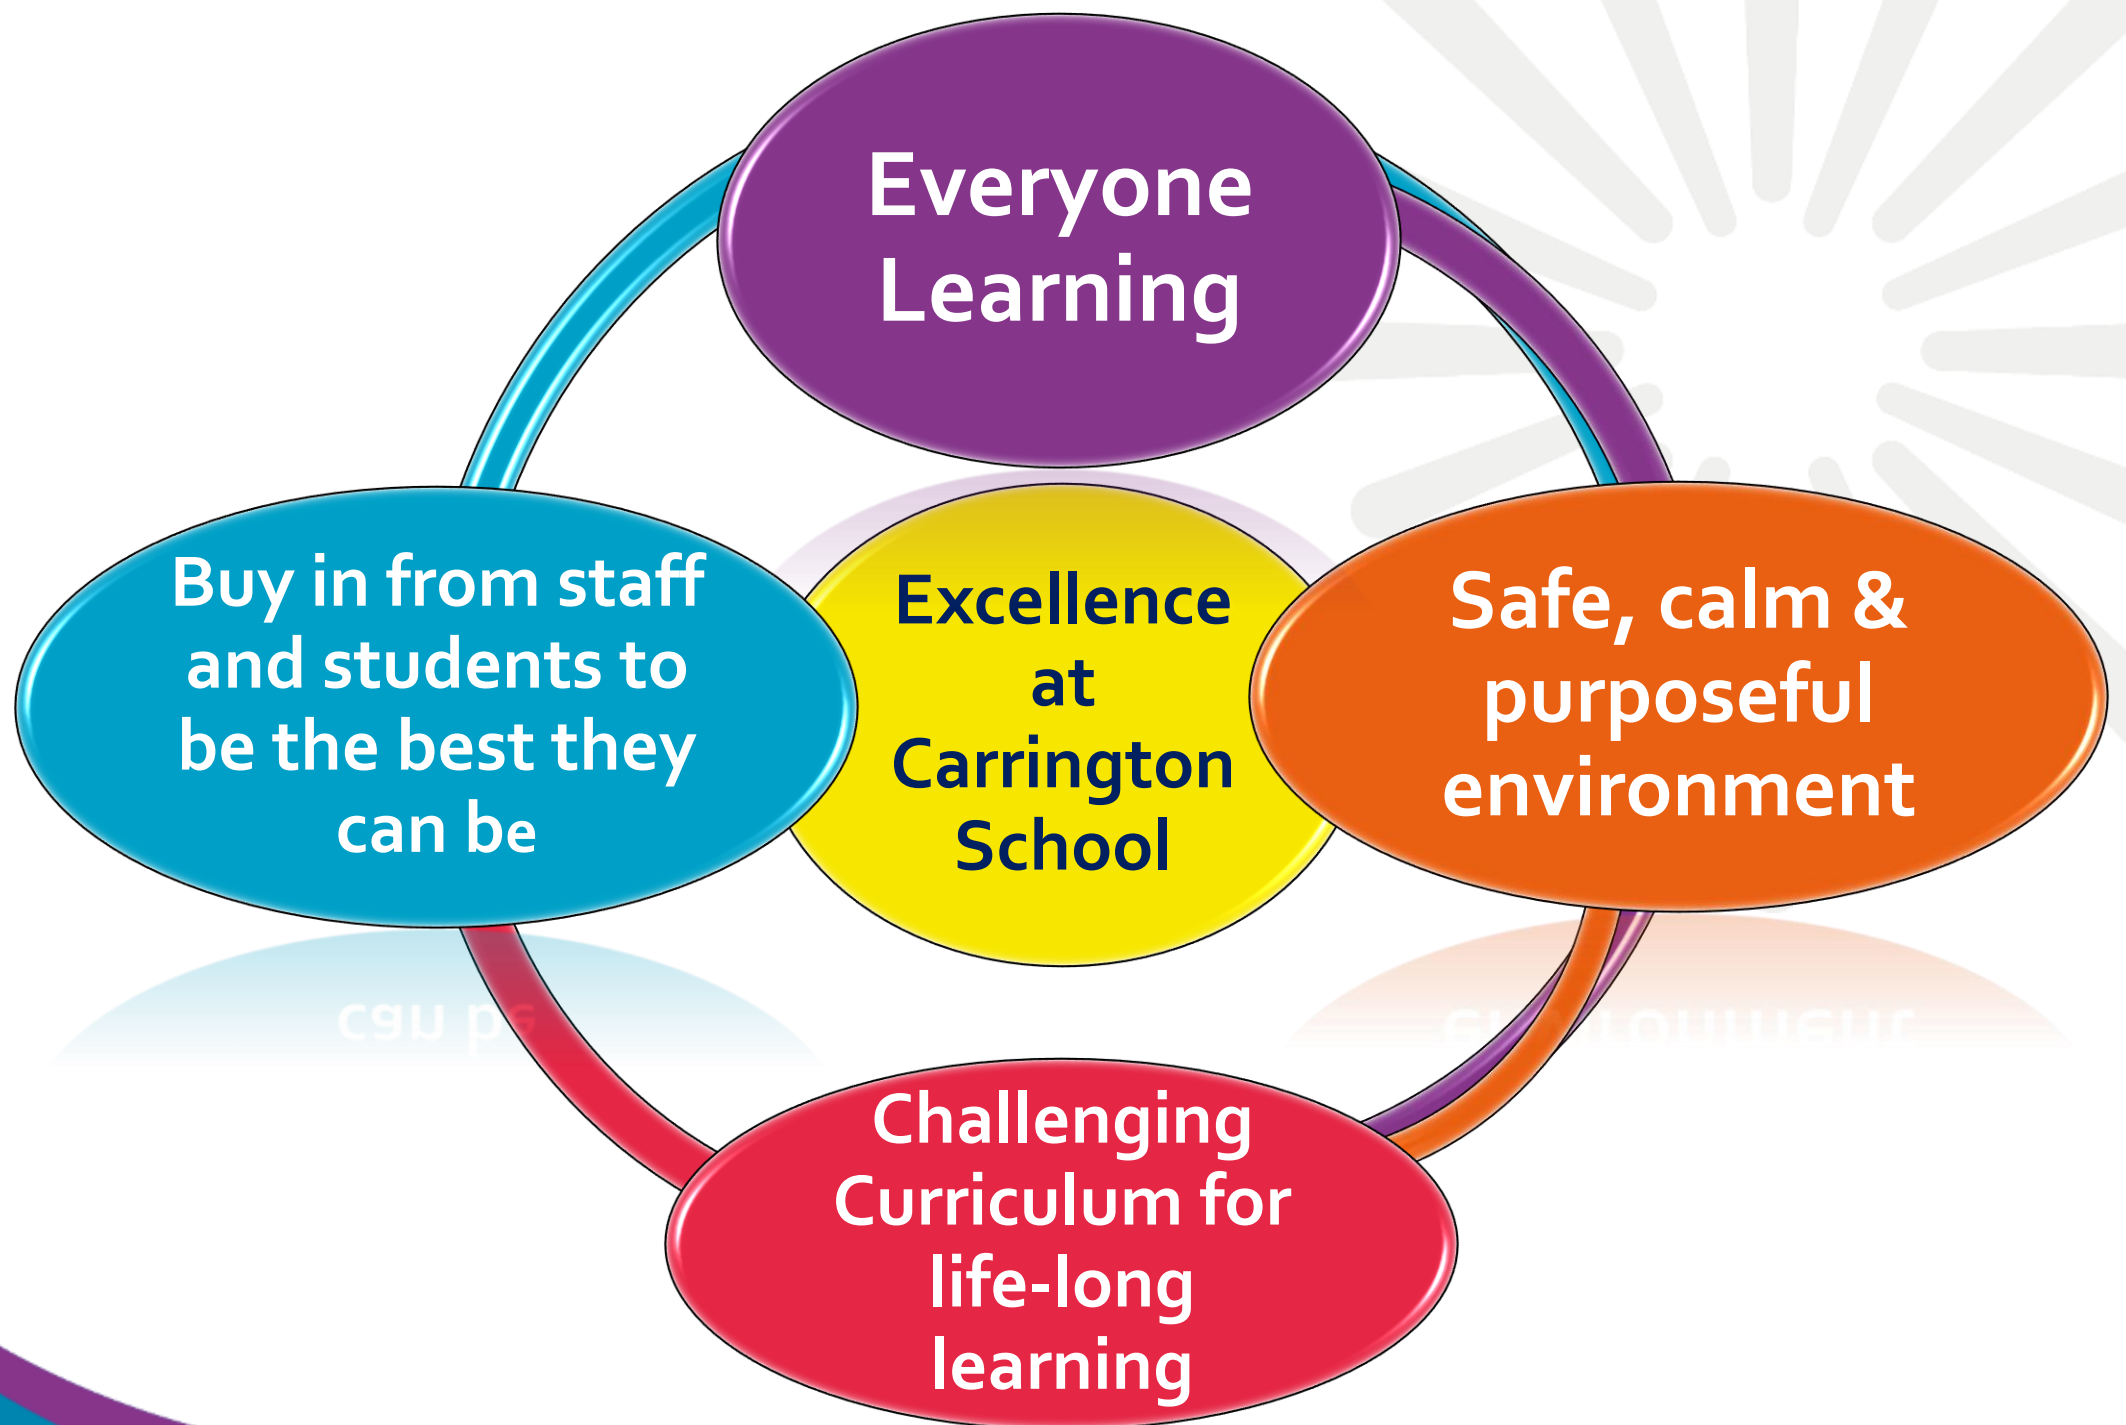 Everyone
Learning
Buy in from staff
and students to
be the best they
can be
Excellence
at
Carrington
School
Safe, calm &
purposeful
environment
Challenging
Curriculum for
life-long
learning